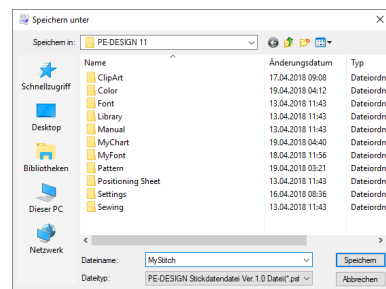 Speichern unter
Speichern in: PE-DESIGN 11
Name Änderungsdatum Typ
ClipArt 17.04.2018 09:08 Dateiordn
Color 19.04.2018 04:12 Dateiordn
Font 13.04.2018 11:43 Dateiordn
Library 13.04.2018 11:43 Dateiordn
Manual 13.04.2018 11:43 Dateiordn
MyChart 19.04.2018 04:40 Dateiordn
MyFont 18.04.2018 11:56 Dateiordn
Pattern 19.04.2018 03:21 Dateiordn
Positioning Sheet 13.04.2018 11:43 Dateiordn
Settings 16.04.2018 08:36 Dateiordn
Sewing 13.04.2018 11:43 Dateiordn
Schnellzugriff
Desktop
Bibliotheken
Dieser PC
Netzwerk
Dateiname: MyStitch Speichern
Dateityp: PE-DESIGN Stickdatendatei Ver.1.0 Datei(*.pat Abbrechen